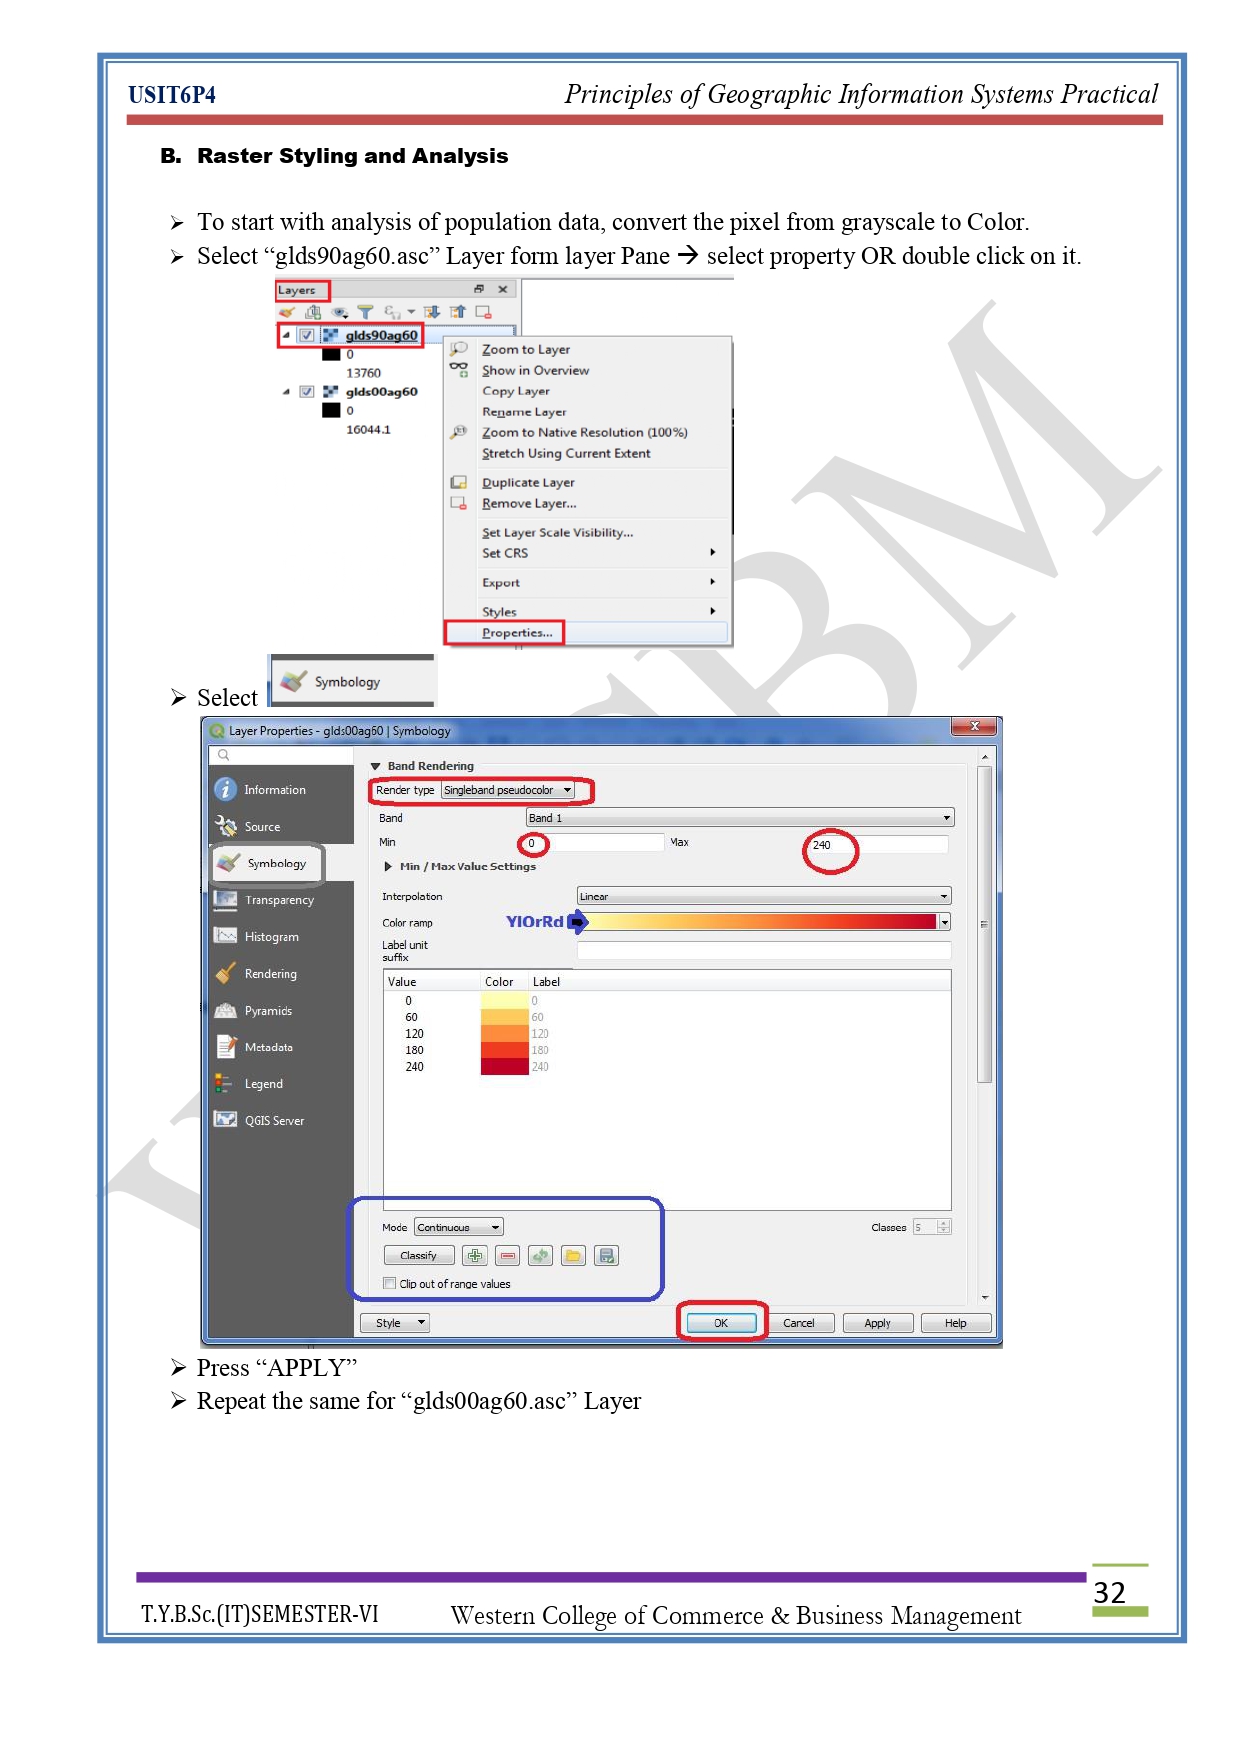 USIT6P4 Principles of Geographic Information Systems Practical
B. Raster Styling and Analysis
➢ To start with analysis of population data, convert the pixel from grayscale to Color.
➢ Select “glds90ag60.asc” Layer form layer Pane → select property OR double click on it.
Layers
glds90ag60
0
13760
glds00ag60
0
16044.1
Zoom to Layer
Show in Overview
Copy Layer
Rename Layer
Zoom to Native Resolution (100%)
Stretch Using Current Extent
Duplicate Layer
Remove Layer...
Set Layer Scale Visibility...
Set CRS
Export
Styles
Properties...
➢ Select Symbology
Layer Properties - glds00ag60 | Symbology
Information
Source
Symbology
Transparency
Histogram
Rendering
Pyramids
Metadata
Legend
QGIS Server
Band Rendering
Render type Singleband pseudocolor
Band Band 1
Min 0 Max 240
Min / Max Value Settings
Interpolation Linear
Color ramp YlOrRd
Label unit
suffix
Value Color Label
0 0
60 60
120 120
180 180
240 240
Mode Continuous Classes 5
Classify
Clip out of range values
Style OK Cancel Apply Help
➢ Press “APPLY”
➢ Repeat the same for “glds00ag60.asc” Layer
32
T.Y.B.Sc.(IT)SEMESTER-VI Western College of Commerce & Business Management